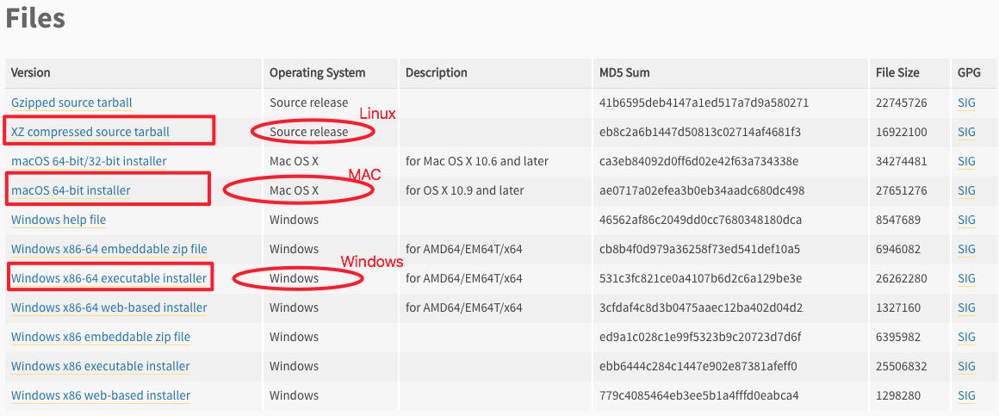 Files
Version Operating System Description MD5 Sum File Size GPG
Gzipped source tarball Source release 41b6595deb4147a1ed517a7d9a580271 22745726 SIG
Linux
XZ compressed source tarball Source release eb8c2a6b1447d50813c02714af4681f3 16922100 SIG
macOS 64-bit/32-bit installer Mac OS X for Mac OS X 10.6 and later ca3eb84092d0ff6d02e42f63a734338e 34274481 SIG
MAC
macOS 64-bit installer Mac OS X for OS X 10.9 and later ae0717a02efea3b0eb34aadc680dc498 27651276 SIG
Windows help file Windows 46562af86c2049dd0cc7680348180dca 8547689 SIG
Windows x86-64 embeddable zip file Windows for AMD64/EM64T/x64 cb8b4f0d979a36258f73ed541def10a5 6946082 SIG
Windows
Windows x86-64 executable installer Windows for AMD64/EM64T/x64 531c3fc821ce0a4107b6d2c6a129be3e 26262280 SIG
Windows x86-64 web-based installer Windows for AMD64/EM64T/x64 3cfdaf4c8d3b0475aaec12ba402d04d2 1327160 SIG
Windows x86 embeddable zip file Windows ed9a1c028c1e99f5323b9c20723d7d6f 6395982 SIG
Windows x86 executable installer Windows ebb6444c284c1447e902e87381afeff0 25506832 SIG
Windows x86 web-based installer Windows 779c4085464eb3ee5b1a4fffd0eabca4 1298280 SIG